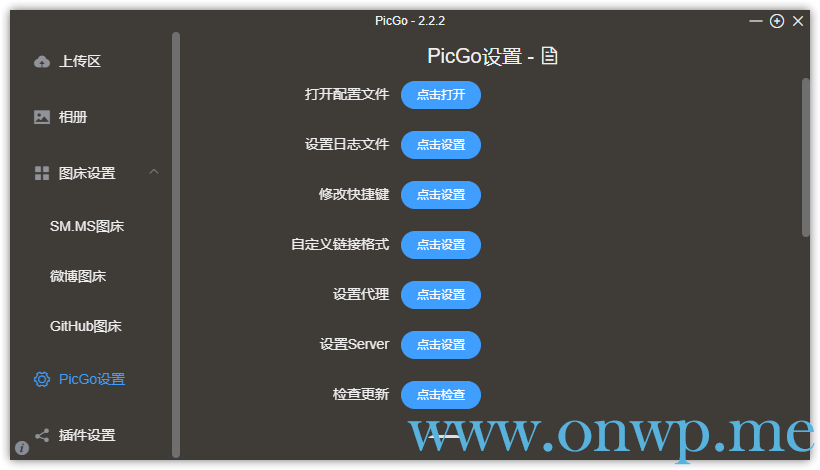 PicGo - 2.2.2
上传区
相册
图床设置
SM.MS图床
微博图床
GitHub图床
PicGo设置
插件设置
PicGo设置 -
打开配置文件 点击打开
设置日志文件 点击设置
修改快捷键 点击设置
自定义链接格式 点击设置
设置代理 点击设置
设置Server 点击设置
检查更新 点击检查
www.onwp.me